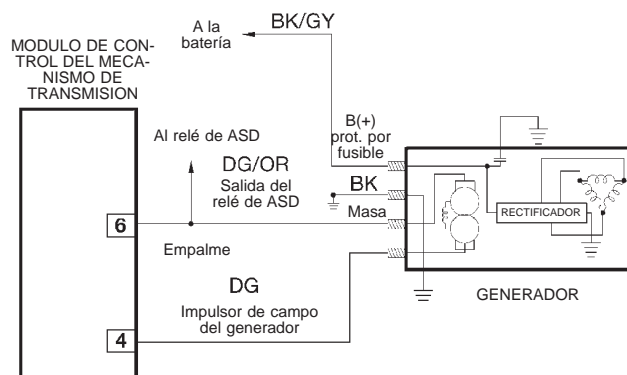 MODULO DE CON-
TROL DEL MECA-
NISMO DE
TRANSMISION
A la
batería
BK/GY
Al relé de ASD
B(+)
prot. por
fusible
DG/OR
Salida del
relé de ASD
BK
Masa
6
Empalme
RECTIFICADOR
DG
GENERADOR
Impulsor de campo
del generador
4